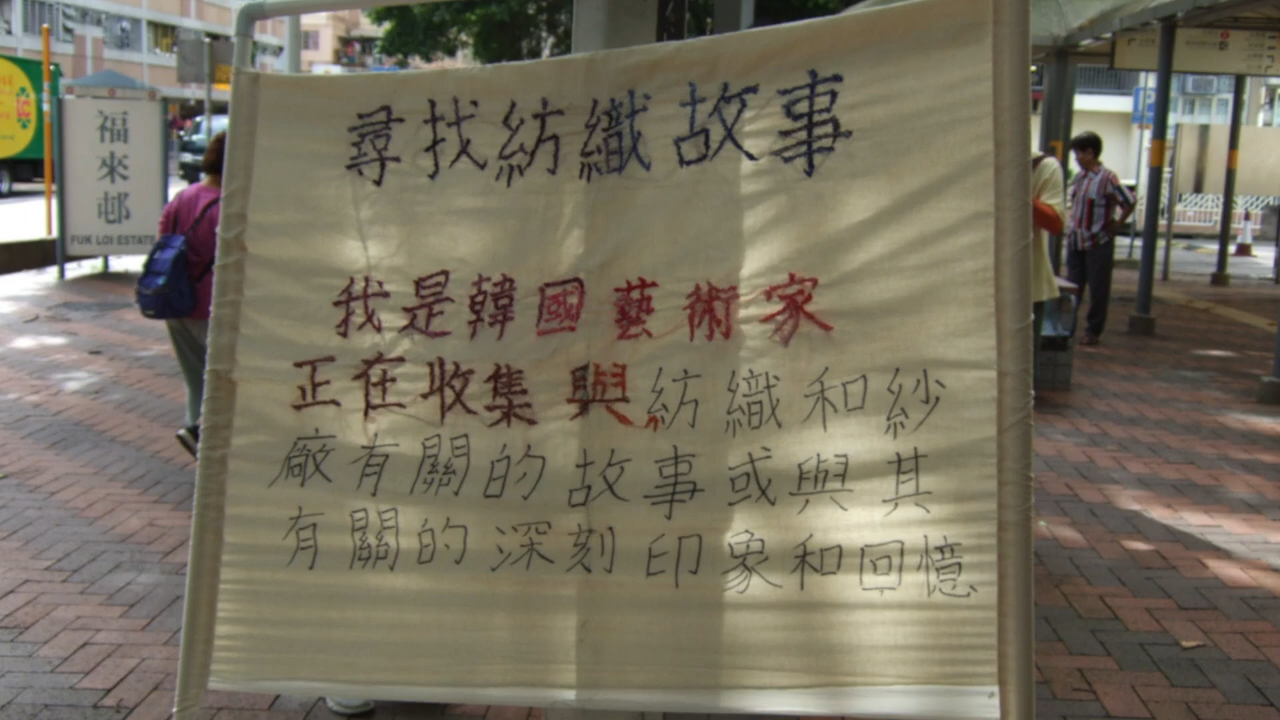 尋找紡織故事
我是韓國藝術家
正在收集與紡織和紗
廠有關的故事或與其
有關的深刻印象和回憶
福來邨
FUK LOI ESTATE